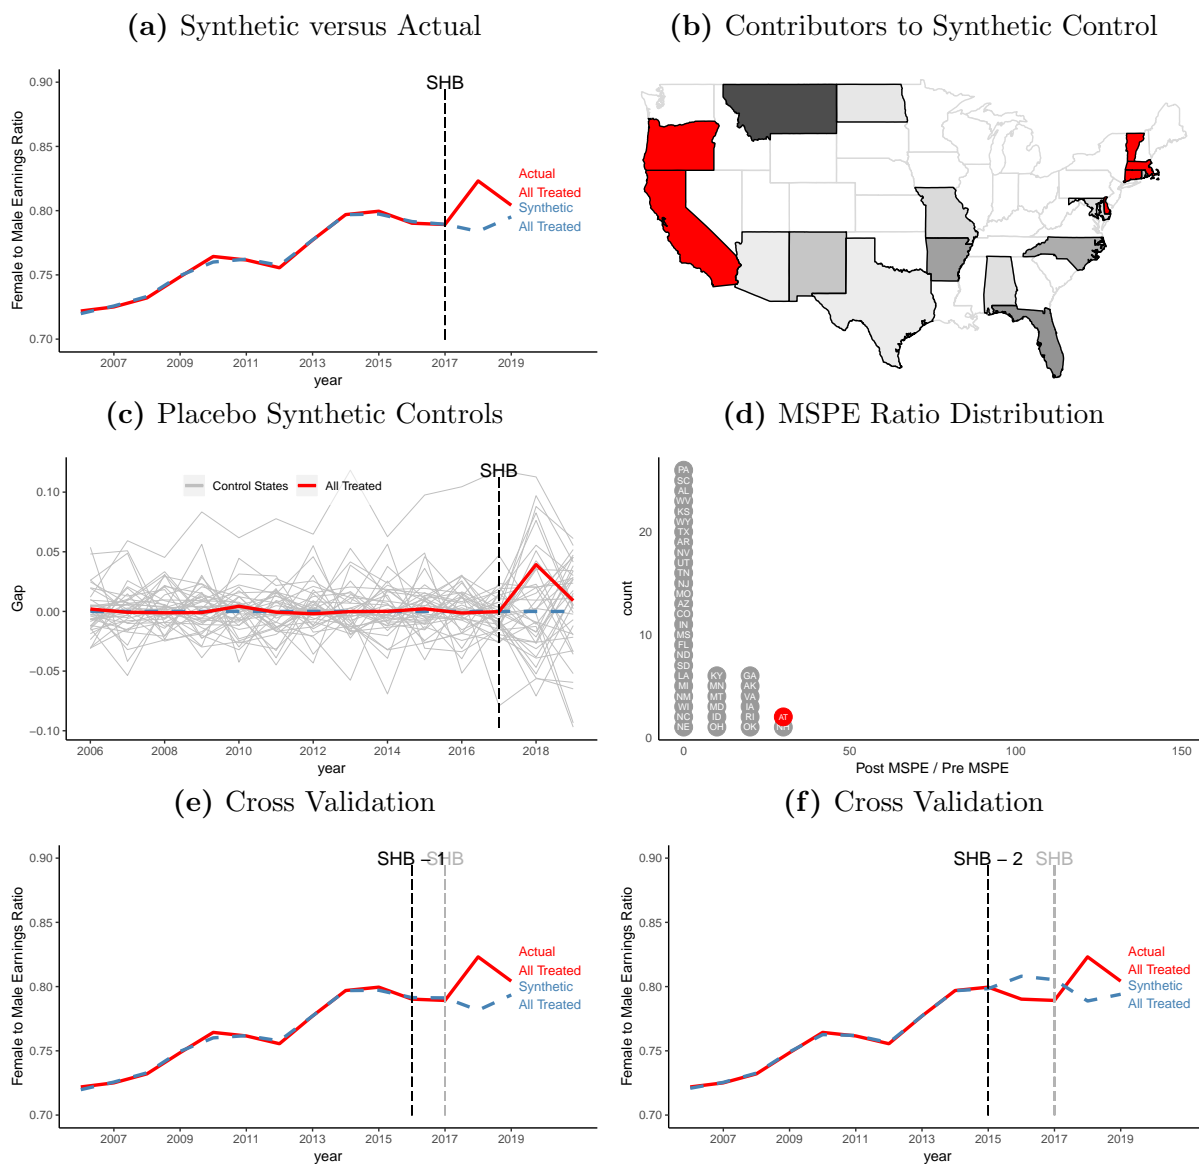 (a) Synthetic versus Actual
SHB
0.90
0.85
0.80
0.75
0.70
Female to Male Earnings Ratio
Actual
All Treated
Synthetic
All Treated
2007 2009 2011 2013 2015 2017 2019
year
(b) Contributors to Synthetic Control
(c) Placebo Synthetic Controls
SHB
Control States All Treated
0.10
0.05
0.00
−0.05
−0.10
Gap
2006 2008 2010 2012 2014 2016 2018
year
(d) MSPE Ratio Distribution
20
10
0
count
PA
SC
AL
WV
KS
WY
TX
AR
NV
UT
TN
NJ
MO
AZ
CO
IN
MS
FL
ND
SD
LA KY GA
MI MN AK
NM MT VA
WI MD IA
NC ID RI AT
NE OH OK NH
0 50 100 150
Post MSPE / Pre MSPE
(e) Cross Validation
SHB − 1 SHB
0.90
0.85
0.80
0.75
0.70
Female to Male Earnings Ratio
Actual
All Treated
Synthetic
All Treated
2007 2009 2011 2013 2015 2017 2019
year
(f) Cross Validation
SHB − 2 SHB
0.90
0.85
0.80
0.75
0.70
Female to Male Earnings Ratio
Actual
All Treated
Synthetic
All Treated
2007 2009 2011 2013 2015 2017 2019
year